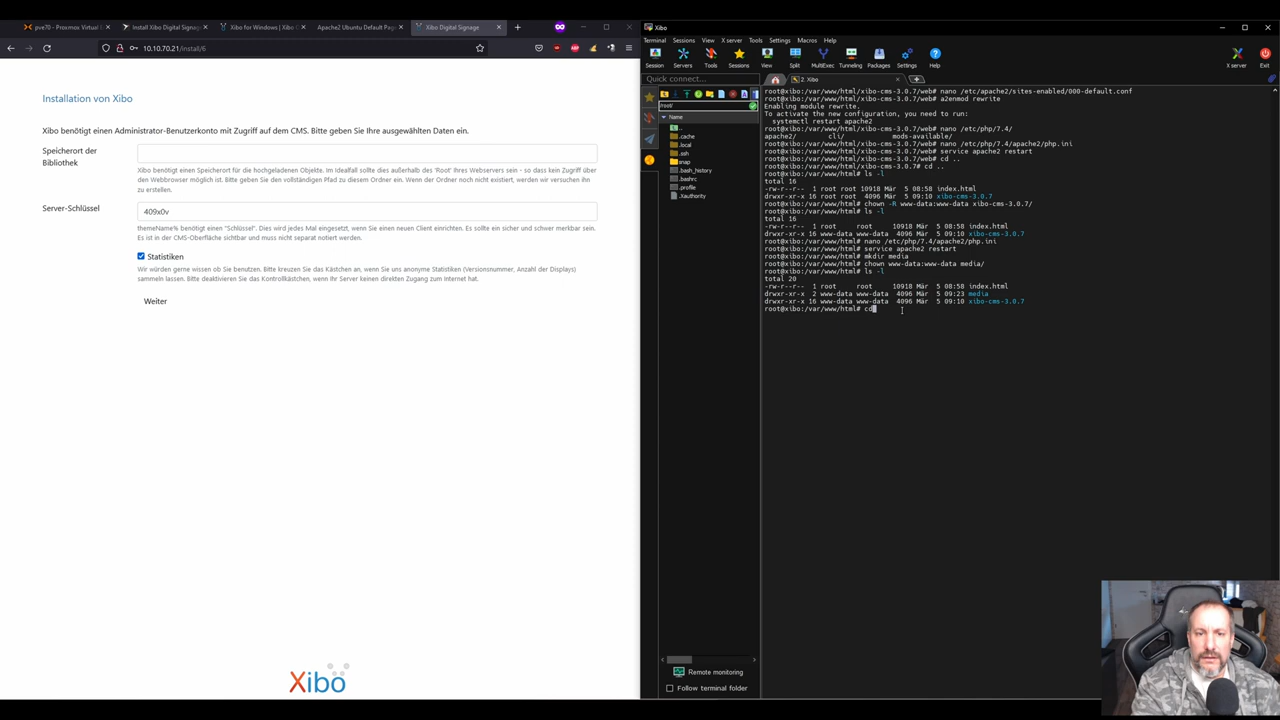 pve70 - Proxmox Virtual
Install Xibo Digital Signag
Xibo for Windows | Xibo
Apache2 Ubuntu Default Pag
Xibo Digital Signage
10.10.70.21/install/6
Installation von Xibo
Xibo benötigt einen Administrator-Benutzerkonto mit Zugriff auf dem CMS. Bitte geben Sie Ihre ausgewählten Daten ein.
Speicherort der
Bibliothek
Xibo benötigt einen Speicherort für die hochgeladenen Objekte. Im Idealfall sollte dies außerhalb des 'Root' Ihres Webservers sein - so dass kein Zugriff über
den Webbrowser möglich ist. Bitte geben Sie den vollständigen Pfad zu diesem Ordner ein. Wenn der Ordner noch nicht existiert, werden wir versuchen ihn
zu erstellen.
Server-Schlüssel
409x0v
themeName% benötigt einen "Schlüssel". Dies wird jedes Mal eingesetzt, wenn Sie einen neuen Client einrichten. Es sollte ein sicher und schwer merkbar sein.
Es ist in der CMS-Oberfläche sichtbar und muss nicht separat notiert werden.
Statistiken
Wir würden gerne wissen ob Sie benutzen. Bitte kreuzen Sie das Kästchen an, wenn Sie uns anonyme Statistiken (Versionsnummer, Anzahl der Displays)
sammeln lassen. Bitte deaktivieren Sie das Kontrollkästchen, wenn Ihr Server keinen direkten Zugang zum Internet hat.
Weiter
Xibo
Xibo
Terminal Sessions View X server Tools Settings Macros Help
Session Servers Tools Sessions View Split MultiExec Tunneling Packages Settings Help X server Exit
Quick connect...
2. Xibo
/root/
Name
..
.cache
.local
.ssh
snap
.bash_history
.bashrc
.profile
.Xauthority
Remote monitoring
Follow terminal folder
root@xibo:/var/www/html/xibo-cms-3.0.7/web# nano /etc/apache2/sites-enabled/000-default.conf
root@xibo:/var/www/html/xibo-cms-3.0.7/web# a2enmod rewrite
Enabling module rewrite.
To activate the new configuration, you need to run:
systemctl restart apache2
root@xibo:/var/www/html/xibo-cms-3.0.7/web# nano /etc/php/7.4/
apache2/ cli/ mods-available/
root@xibo:/var/www/html/xibo-cms-3.0.7/web# nano /etc/php/7.4/apache2/php.ini
root@xibo:/var/www/html/xibo-cms-3.0.7/web# service apache2 restart
root@xibo:/var/www/html/xibo-cms-3.0.7/web# cd ..
root@xibo:/var/www/html/xibo-cms-3.0.7# cd ..
root@xibo:/var/www/html# ls -l
total 16
-rw-r--r-- 1 root root 10918 Mär 5 08:58 index.html
drwxr-xr-x 16 root root 4096 Mär 5 09:10 xibo-cms-3.0.7
root@xibo:/var/www/html# chown -R www-data:www-data xibo-cms-3.0.7/
root@xibo:/var/www/html# ls -l
total 16
-rw-r--r-- 1 root root 10918 Mär 5 08:58 index.html
drwxr-xr-x 16 www-data www-data 4096 Mär 5 09:10 xibo-cms-3.0.7
root@xibo:/var/www/html# nano /etc/php/7.4/apache2/php.ini
root@xibo:/var/www/html# service apache2 restart
root@xibo:/var/www/html# mkdir media
root@xibo:/var/www/html# chown www-data:www-data media/
root@xibo:/var/www/html# ls -l
total 20
-rw-r--r-- 1 root root 10918 Mär 5 08:58 index.html
drwxr-xr-x 2 www-data www-data 4096 Mär 5 09:23 media
drwxr-xr-x 16 www-data www-data 4096 Mär 5 09:10 xibo-cms-3.0.7
root@xibo:/var/www/html# cd